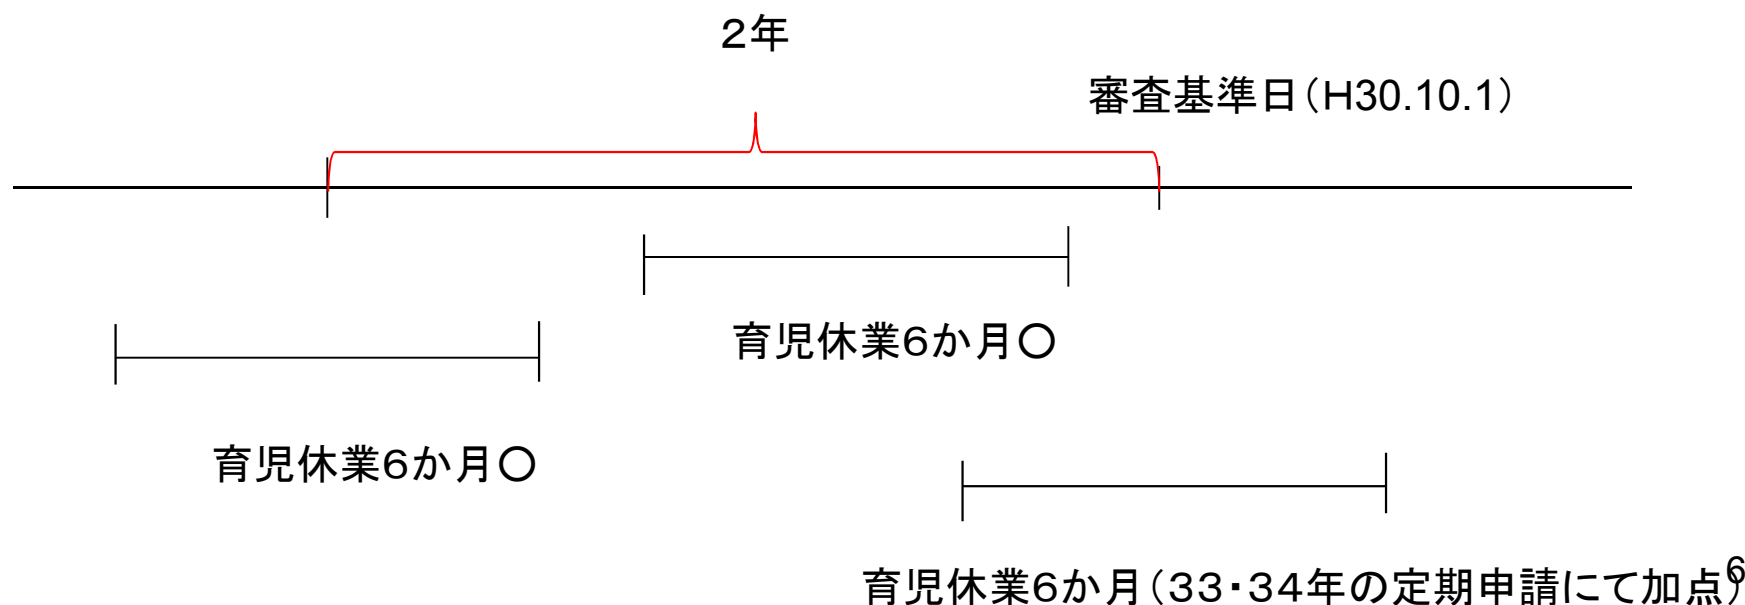 ２年
審査基準日（H30.10.1）
育児休業６か月〇
育児休業６か月〇
育児休業６か月（３３・３４年の定期申請にて加点）
6